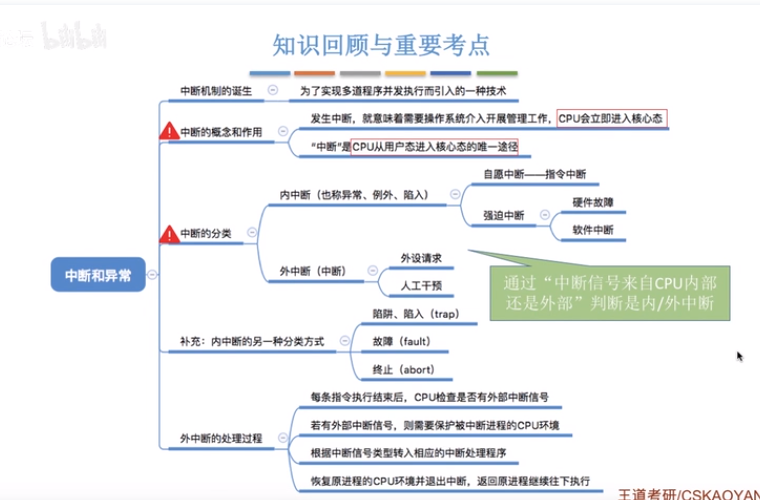 bilibili
知识回顾与重要考点
中断机制的诞生
为了实现多道程序并发执行而引入的一种技术
中断的概念和作用
发生中断，就意味着需要操作系统介入开展管理工作，CPU会立即进入核心态
“中断”是CPU从用户态进入核心态的唯一途径
中断和异常
中断的分类
内中断（也称异常、例外、陷入）
自愿中断——指令中断
强迫中断
硬件故障
软件中断
外中断（中断）
外设请求
人工干预
通过“中断信号来自CPU内部
还是外部”判断是内/外中断
补充：内中断的另一种分类方式
陷阱、陷入（trap）
故障（fault）
终止（abort）
外中断的处理过程
每条指令执行结束后，CPU检查是否有外部中断信号
若有外部中断信号，则需要保护被中断进程的CPU环境
根据中断信号类型转入相应的中断处理程序
恢复原进程的CPU环境并退出中断，返回原进程继续往下执行
王道考研/CSKAOYAN